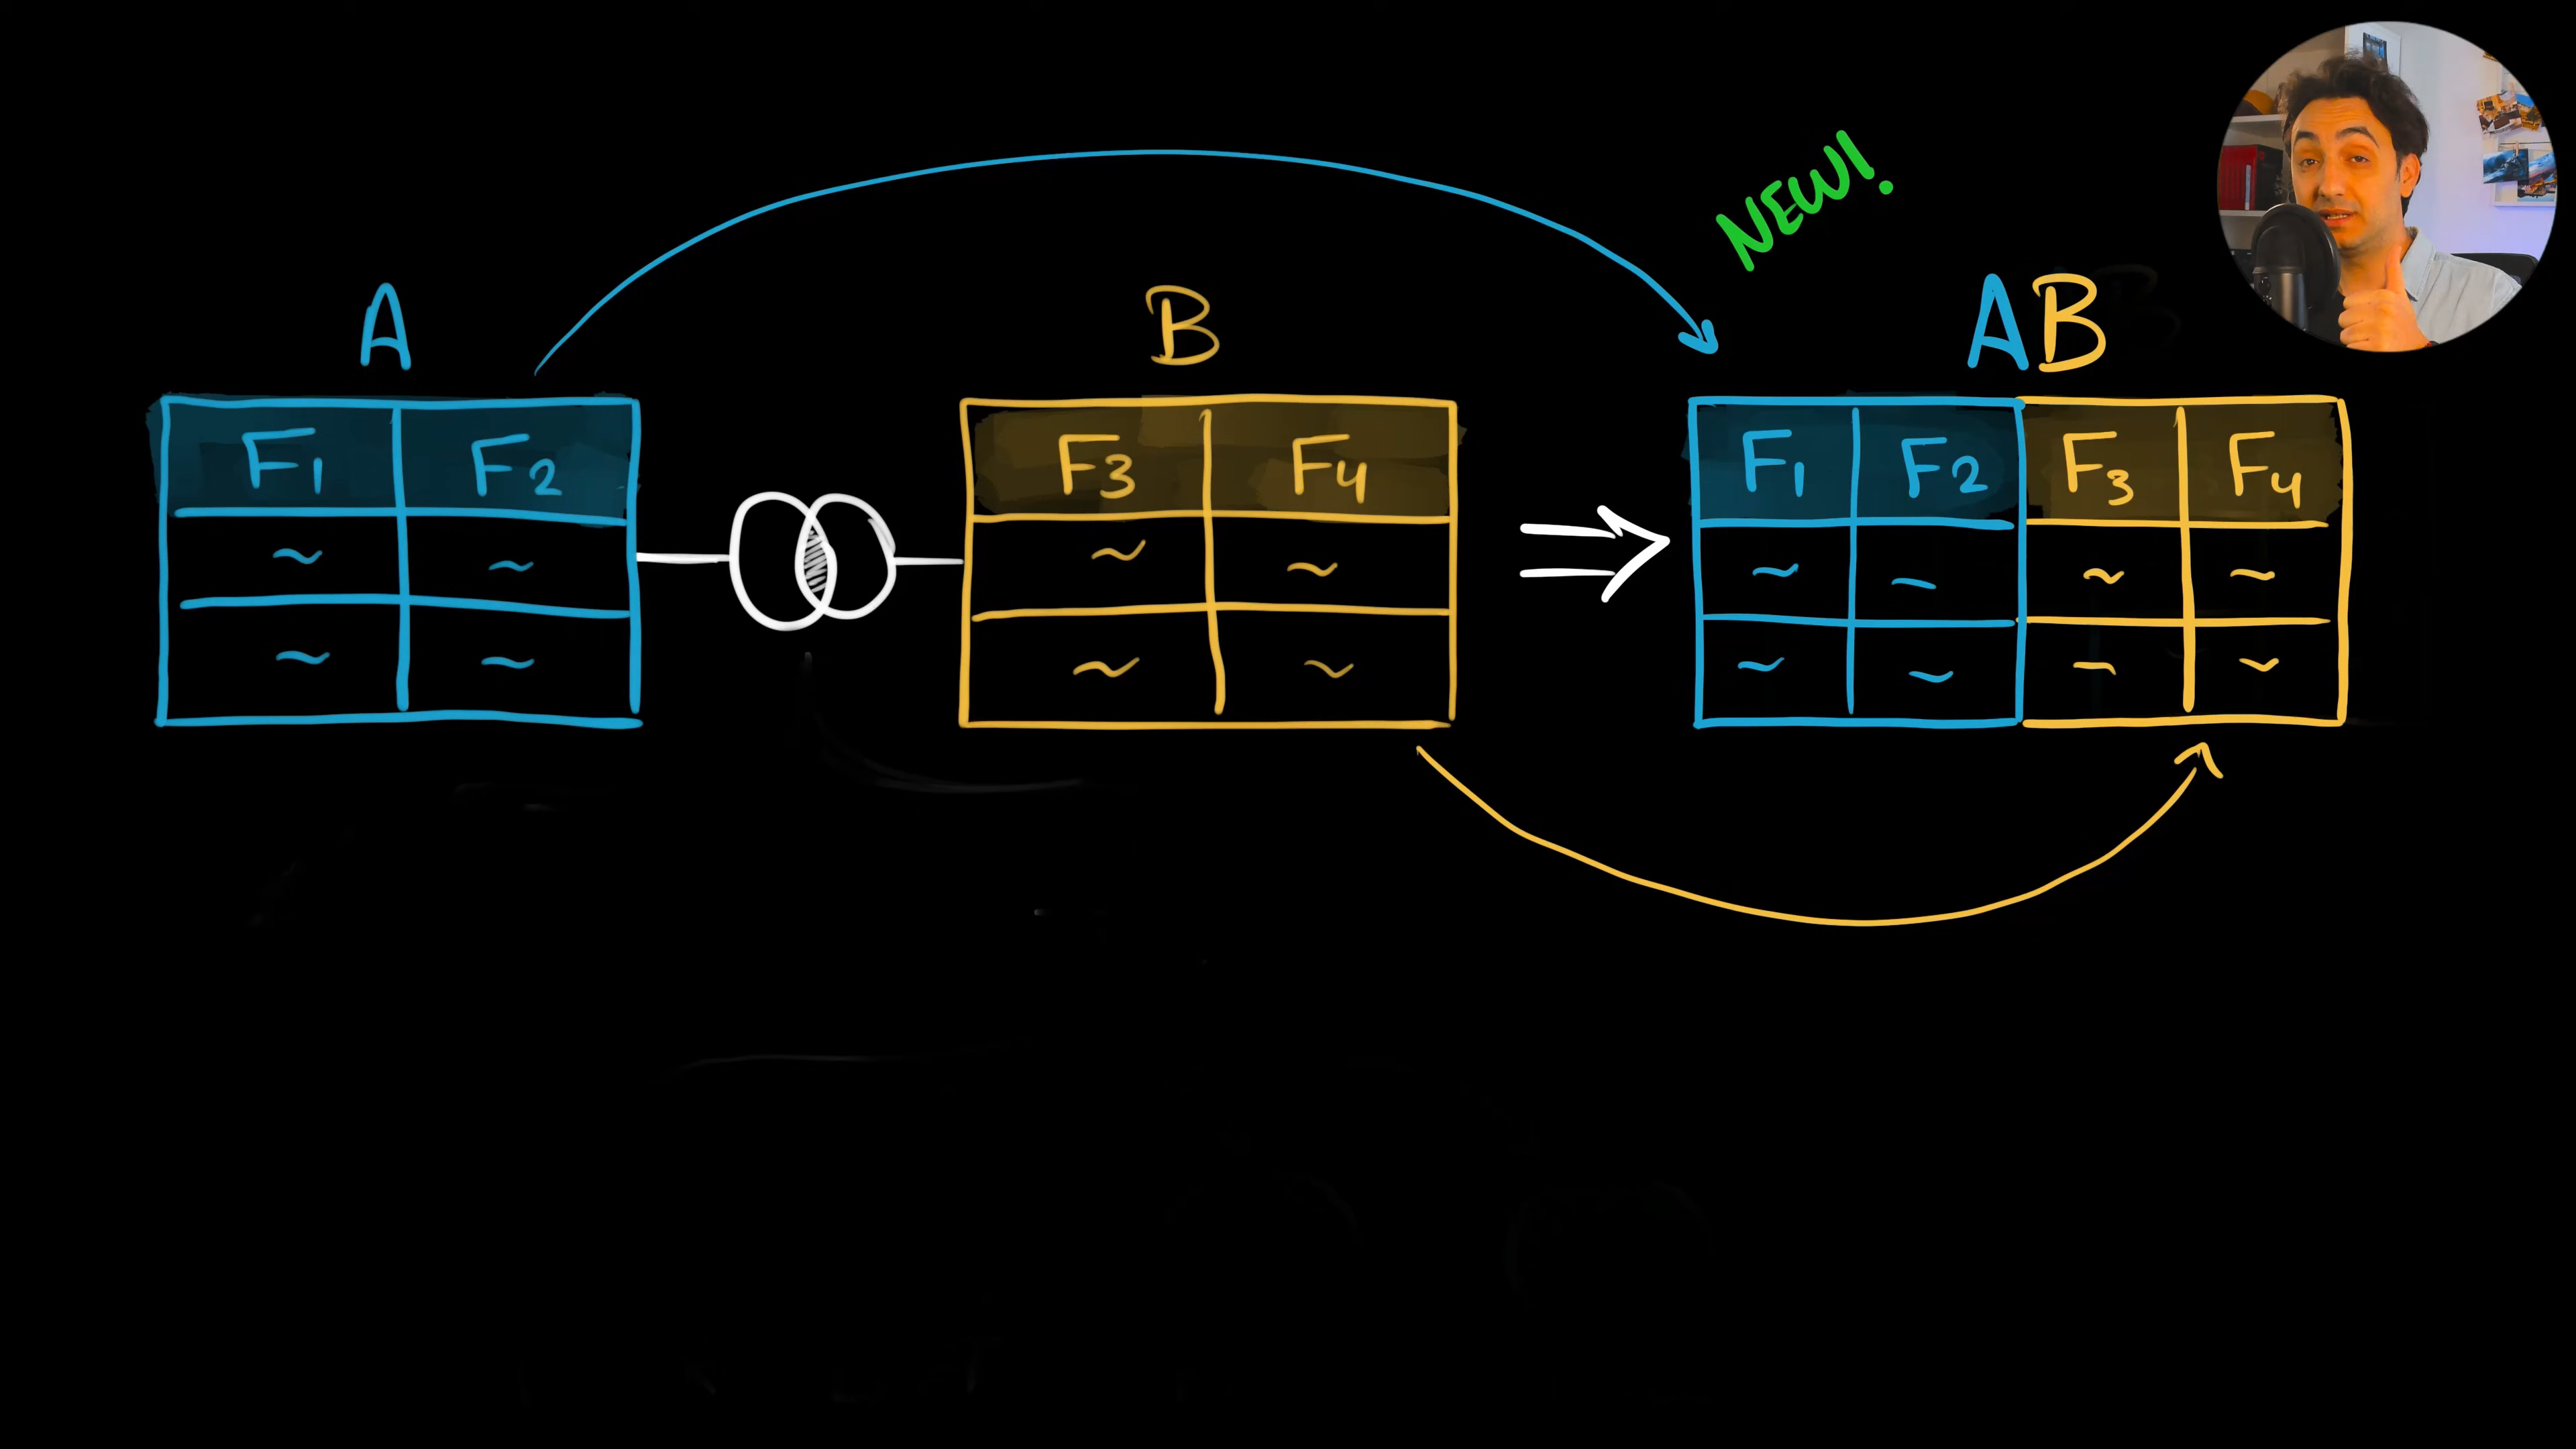 NEW!
A
B
AB
F1 F2
F3 F4
F1 F2 F3 F4
~ ~
~ ~
~ ~ ~ ~
~ ~
~ ~
~ ~ ~ ~